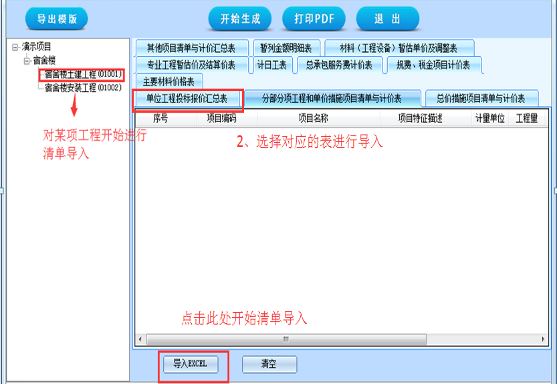 导出模版 开始生成 打印PDF 退 出
演示项目
宿舍楼
宿舍楼土建工程(01001)
宿舍楼安装工程(01002)
对某项工程开始进行
清单导入
其他项目清单与计价汇总表 暂列金额明细表 材料（工程设备）暂估单价及调整表
专业工程暂估价及结算价表 计日工表 总承包服务费计价表 规费、税金项目计价表
主要材料价格表
单位工程投标报价汇总表 分部分项工程和单价措施项目清单与计价表 总价措施项目清单与计价表
序号 项目编码 项目名称 项目特征描述 计量单位 工程量
2、选择对应的表进行导入
点击此处开始清单导入
导入EXCEL 清空